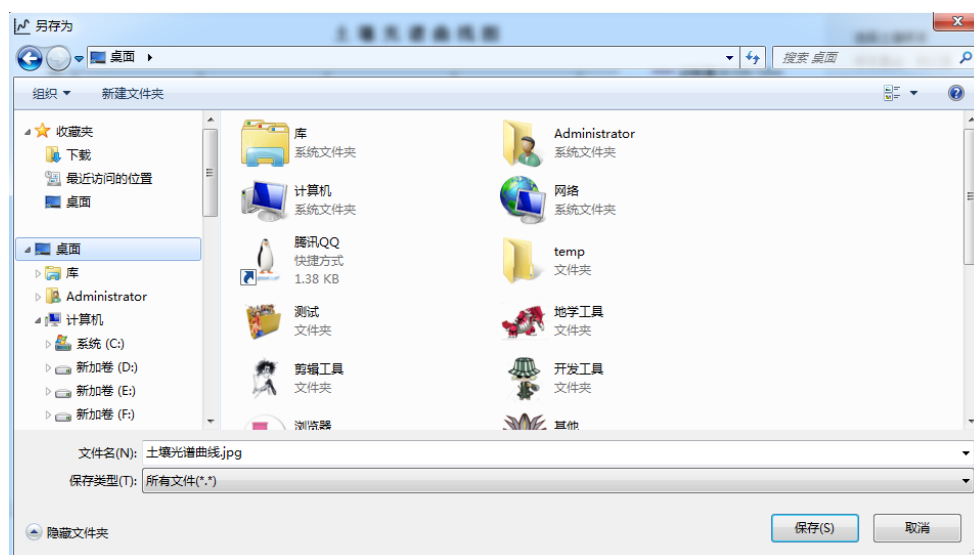 另存为
土壤光谱曲线图
桌面
搜索 桌面
组织
新建文件夹
收藏夹
下载
最近访问的位置
桌面
桌面
库
Administrator
计算机
系统 (C:)
新加卷 (D:)
新加卷 (E:)
新加卷 (F:)
库
系统文件夹
Administrator
系统文件夹
计算机
系统文件夹
网络
系统文件夹
腾讯QQ
快捷方式
1.38 KB
temp
文件夹
测试
文件夹
地学工具
文件夹
剪辑工具
文件夹
开发工具
文件夹
浏览器
其他
文件名(N): 土壤光谱曲线.jpg
保存类型(T): 所有文件(*.*)
隐藏文件夹
保存(S)
取消